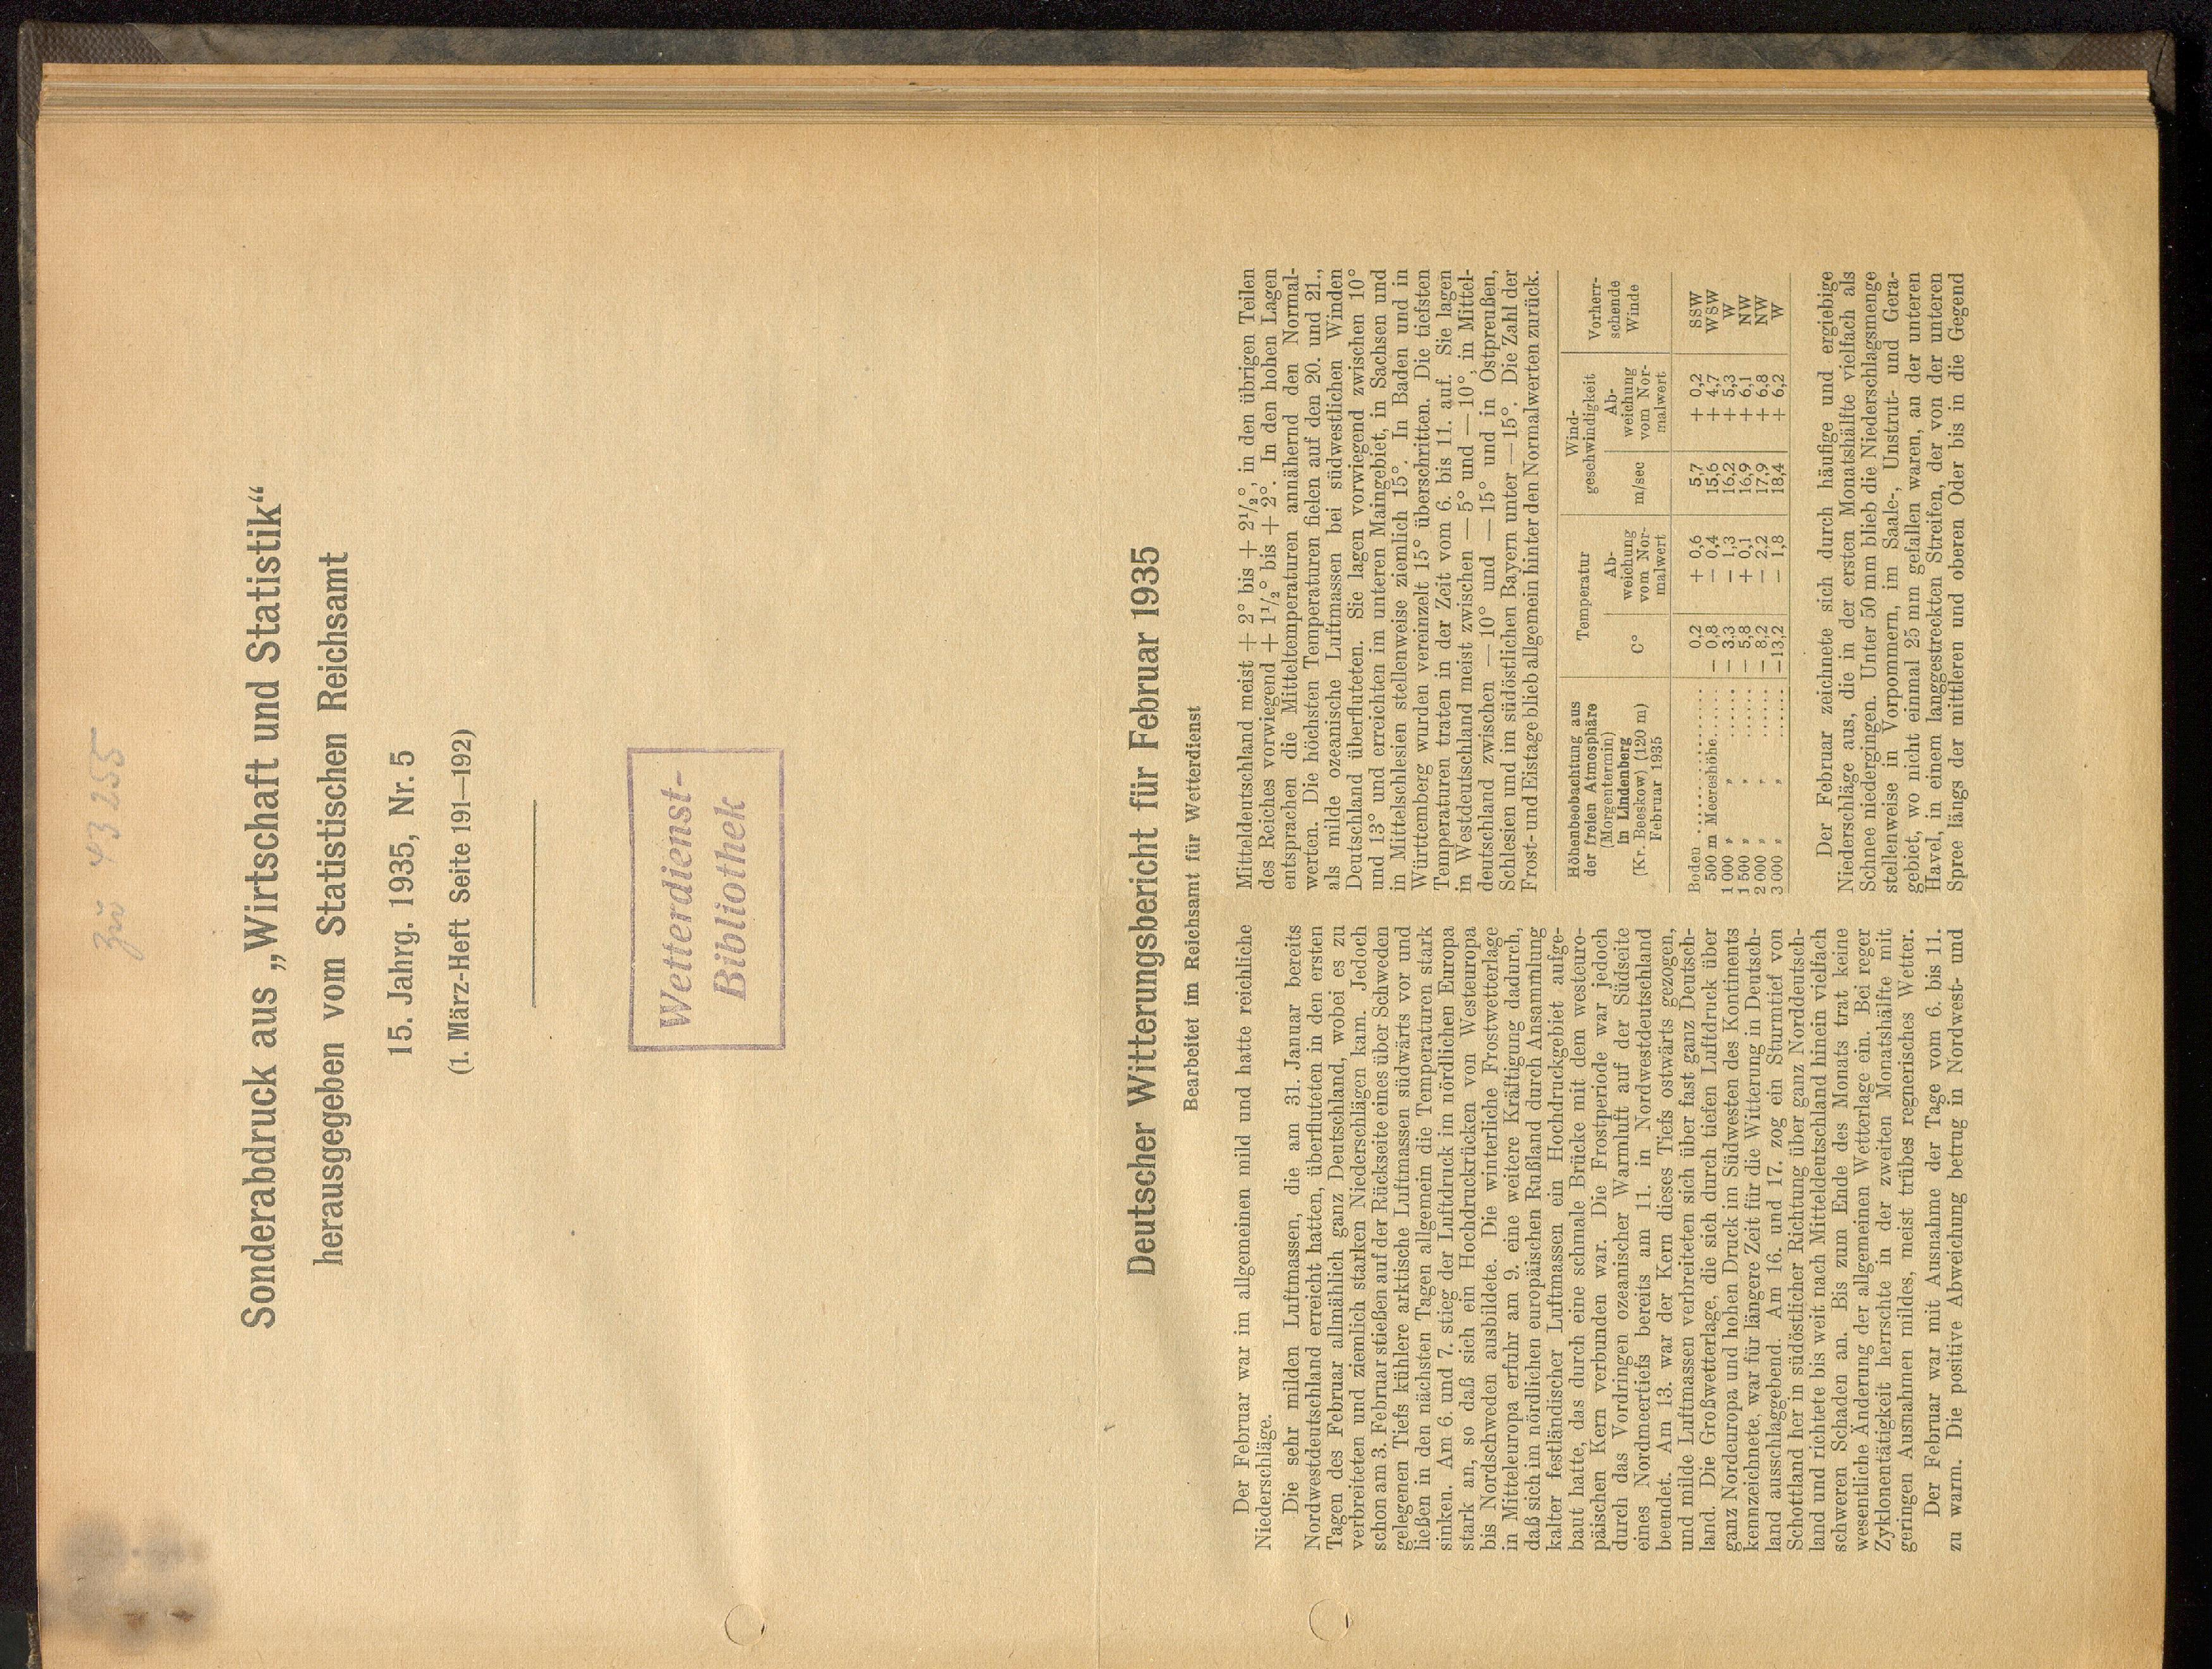 zu 43255
Sonderabdruck aus „Wirtschaft und Statistik“
herausgegeben vom Statistischen Reichsamt
15. Jahrg. 1935, Nr. 5
(1. März-Heft Seite 191—192)
Wetterdienst-
Bibliothek
Deutscher Witterungsbericht für Februar 1935
Bearbeitet im Reichsamt für Wetterdienst
Der Februar war im allgemeinen mild und hatte reichliche
Niederschläge.
Die sehr milden Luftmassen, die am 31. Januar bereits
Nordwestdeutschland erreicht hatten, überfluteten in den ersten
Tagen des Februar allmählich ganz Deutschland, wobei es zu
verbreiteten und ziemlich starken Niederschlägen kam. Jedoch
schon am 3. Februar stießen auf der Rückseite eines über Schweden
gelegenen Tiefs kühlere arktische Luftmassen südwärts vor und
ließen in den nächsten Tagen allgemein die Temperaturen stark
sinken. Am 6. und 7. stieg der Luftdruck im nördlichen Europa
stark an, so daß sich ein Hochdruckrücken von Westeuropa
bis Nordschweden ausbildete. Die winterliche Frostwetterlage
in Mitteleuropa erfuhr am 9. eine weitere Kräftigung dadurch,
daß sich im nördlichen europäischen Rußland durch Ansammlung
kalter festländischer Luftmassen ein Hochdruckgebiet aufge-
baut hatte, das durch eine schmale Brücke mit dem westeuro-
päischen Kern verbunden war. Die Frostperiode war jedoch
durch das Vordringen ozeanischer Warmluft auf der Südseite
eines Nordmeertiefs bereits am 11. in Nordwestdeutschland
beendet. Am 13. war der Kern dieses Tiefs ostwärts gezogen,
und milde Luftmassen verbreiteten sich über fast ganz Deutsch-
land. Die Großwetterlage, die sich durch tiefen Luftdruck über
ganz Nordeuropa und hohen Druck im Südwesten des Kontinents
kennzeichnete, war für längere Zeit für die Witterung in Deutsch-
land ausschlaggebend. Am 16. und 17. zog ein Sturmtief von
Schottland her in südöstlicher Richtung über ganz Norddeutsch-
land und richtete bis weit nach Mitteldeutschland hinein vielfach
schweren Schaden an. Bis zum Ende des Monats trat keine
wesentliche Änderung der allgemeinen Wetterlage ein. Bei reger
Zyklonentätigkeit herrschte in der zweiten Monatshälfte mit
geringen Ausnahmen mildes, meist trübes regnerisches Wetter.
Der Februar war mit Ausnahme der Tage vom 6. bis 11.
zu warm. Die positive Abweichung betrug in Nordwest- und
Mitteldeutschland meist + 2° bis + 2½°, in den übrigen Teilen
des Reiches vorwiegend + 1½° bis + 2°. In den hohen Lagen
entsprachen die Mitteltemperaturen annähernd den Normal-
werten. Die höchsten Temperaturen fielen auf den 20. und 21.,
als milde ozeanische Luftmassen bei südwestlichen Winden
Deutschland überfluteten. Sie lagen vorwiegend zwischen 10°
und 13° und erreichten im unteren Maingebiet, in Sachsen und
in Mittelschlesien stellenweise ziemlich 15°. In Baden und in
Württemberg wurden vereinzelt 15° überschritten. Die tiefsten
Temperaturen traten in der Zeit vom 6. bis 11. auf. Sie lagen
in Westdeutschland meist zwischen — 5° und —10°, in Mittel-
deutschland zwischen —10° und —15° und in Ostpreußen,
Schlesien und im südöstlichen Bayern unter —15°. Die Zahl der
Frost- und Eistage blieb allgemein hinter den Normalwerten zurück.
Höhenbeobachtung aus der freien Atmosphäre (Morgentermin) in Lindenberg (Kr. Beeskow) (120 m) Februar 1935 | Temperatur | Wind-geschwindigkeit | Vorherr-schende Winde
C° | Ab-weichung vom Nor-malwert | m/sec | Ab-weichung vom Nor-malwert
Boden .......... 0,2 + 0,6 5,7 + 0,2 SSW
500 m Meereshöhe...... — 0,8 — 0,4 15,6 + 4,7 WSW
1 000 „ „ ...... — 3,3 — 1,3 16,2 + 5,3 W
1 500 „ „ ...... — 5,8 + 0,1 16,9 + 6,1 NW
2 000 „ „ ...... — 8,2 — 2,2 17,9 + 6,8 NW
3 000 „ „ ...... —13,2 — 1,8 18,4 + 6,2 W
Der Februar zeichnete sich durch häufige und ergiebige
Niederschläge aus, die in der ersten Monatshälfte vielfach als
Schnee niedergingen. Unter 50 mm blieb die Niederschlagsmenge
stellenweise in Vorpommern, im Saale-, Unstrut- und Gera-
gebiet, wo nicht einmal 25 mm gefallen waren, an der unteren
Havel, in einem langgestreckten Streifen, der von der unteren
Spree längs der mittleren und oberen Oder bis in die Gegend